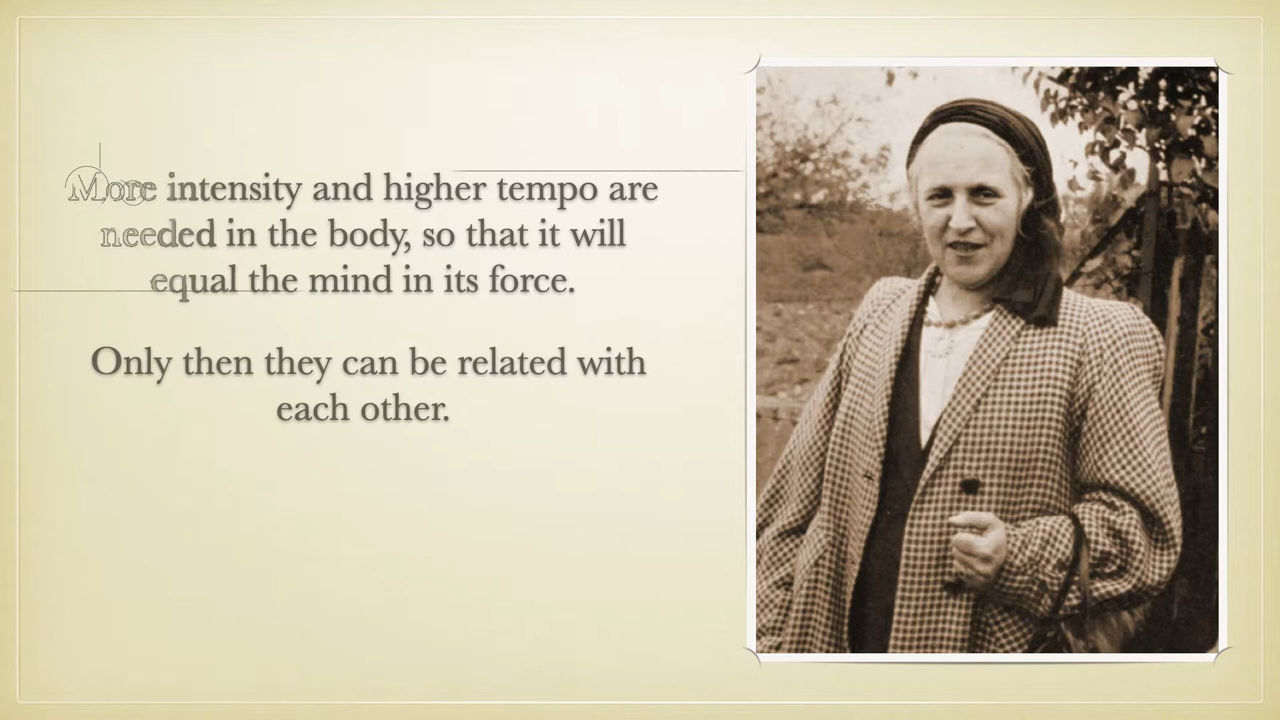 More intensity and higher tempo are
needed in the body, so that it will
equal the mind in its force.
Only then they can be related with
each other.